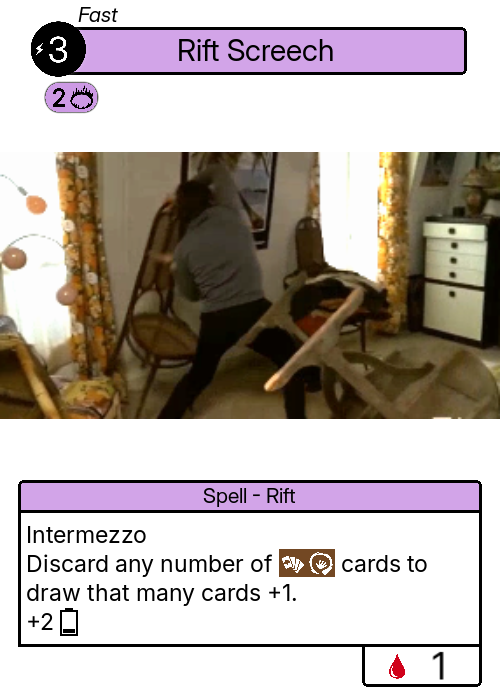 Fast
3
Rift Screech
2
Spell - Rift
Intermezzo
Discard any number of cards to
draw that many cards +1.
+2
1